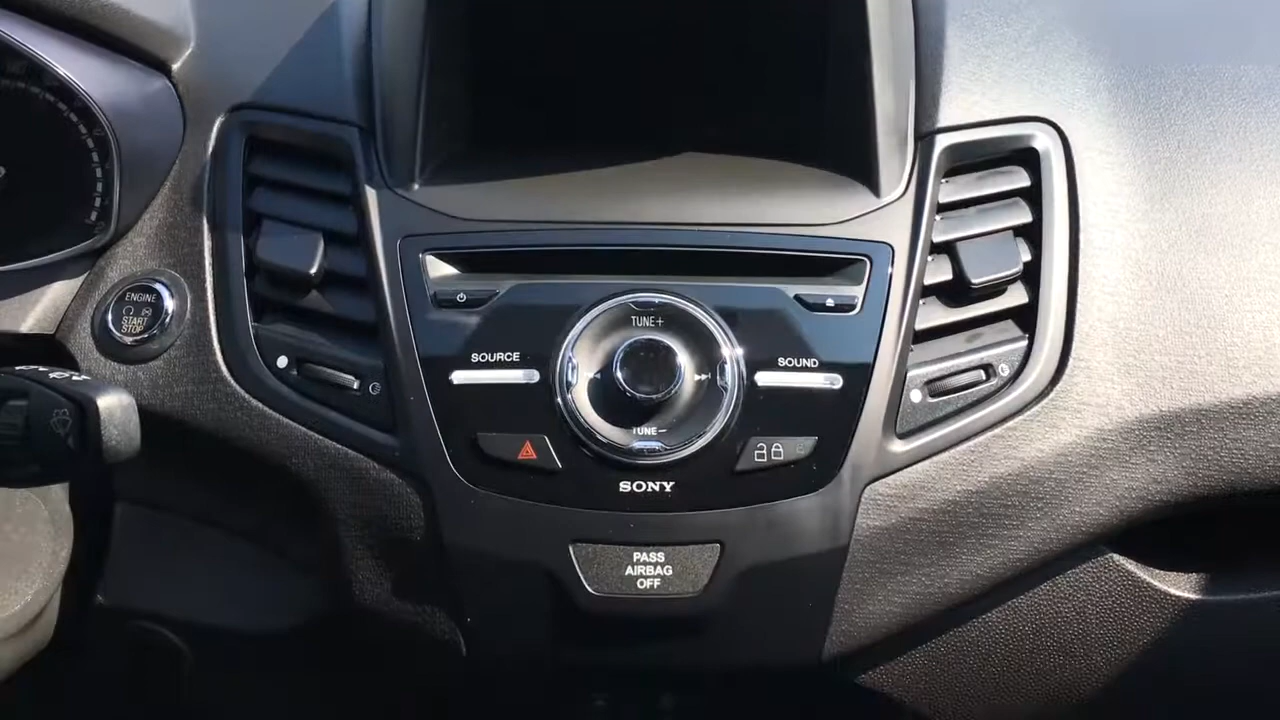 ENGINE
START
STOP
TUNE+
SOURCE
SOUND
TUNE−
SONY
PASS
AIRBAG
OFF